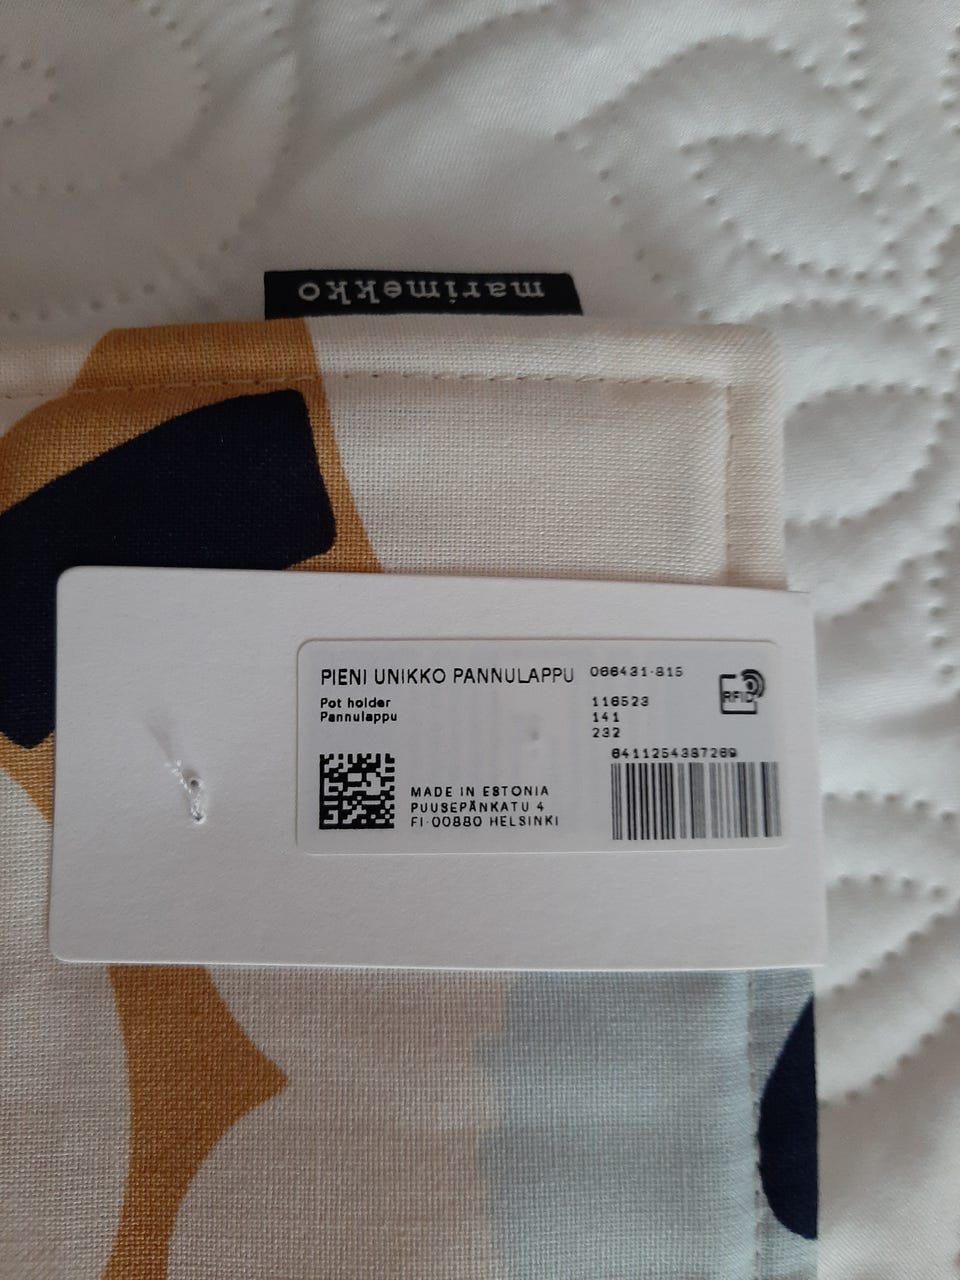 marimekko
PIENI UNIKKO PANNULAPPU
066431-815
Pot holder
Pannulappu
116523
141
232
RFID
6411254387269
MADE IN ESTONIA
PUUSEPÄNKATU 4
FI-00880 HELSINKI